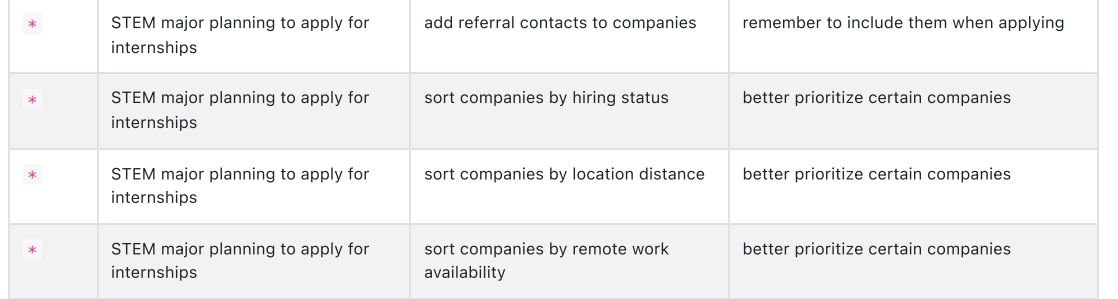 * STEM major planning to apply for add referral contacts to companies remember to include them when applying
internships
* STEM major planning to apply for sort companies by hiring status better prioritize certain companies
internships
* STEM major planning to apply for sort companies by location distance better prioritize certain companies
internships
* STEM major planning to apply for sort companies by remote work better prioritize certain companies
internships availability